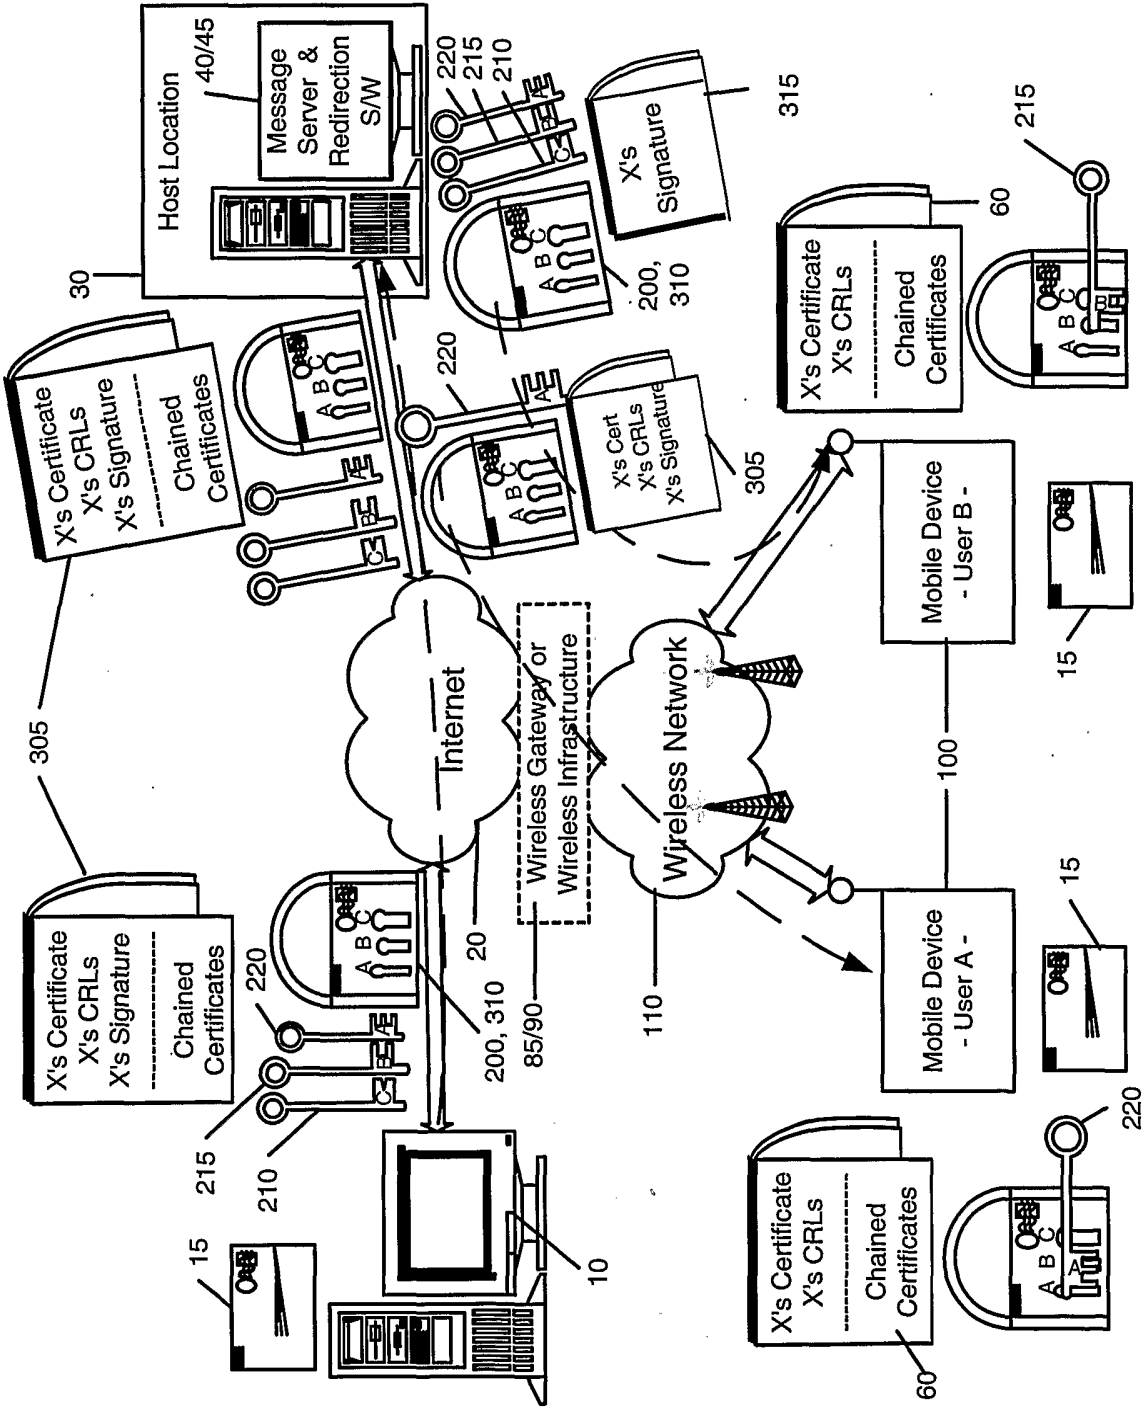 15
215
210
10
X's Certificate
X's CRLs
X's Signature
Chained
Certificates
220
C
B
A
A B C
200, 310
20
305
X's Certificate
X's CRLs
X's Signature
Chained
Certificates
C
B
A
A B C
30
Host Location
40/45
Message
Server &
Redirection
S/W
Internet
220
A
A B C
X's Cert
X's CRLs
X's Signature
305
220
215
210
A
B
C
A B C
200,
310
X's
Signature
315
85/90
Wireless Gateway or
Wireless Infrastructure
110
Wireless Network
60
X's Certificate
X's CRLs
Chained
Certificates
A B C
A
220
Mobile Device
- User A -
15
100
Mobile Device
- User B -
15
X's Certificate
X's CRLs
Chained
Certificates
60
A B C
B
215